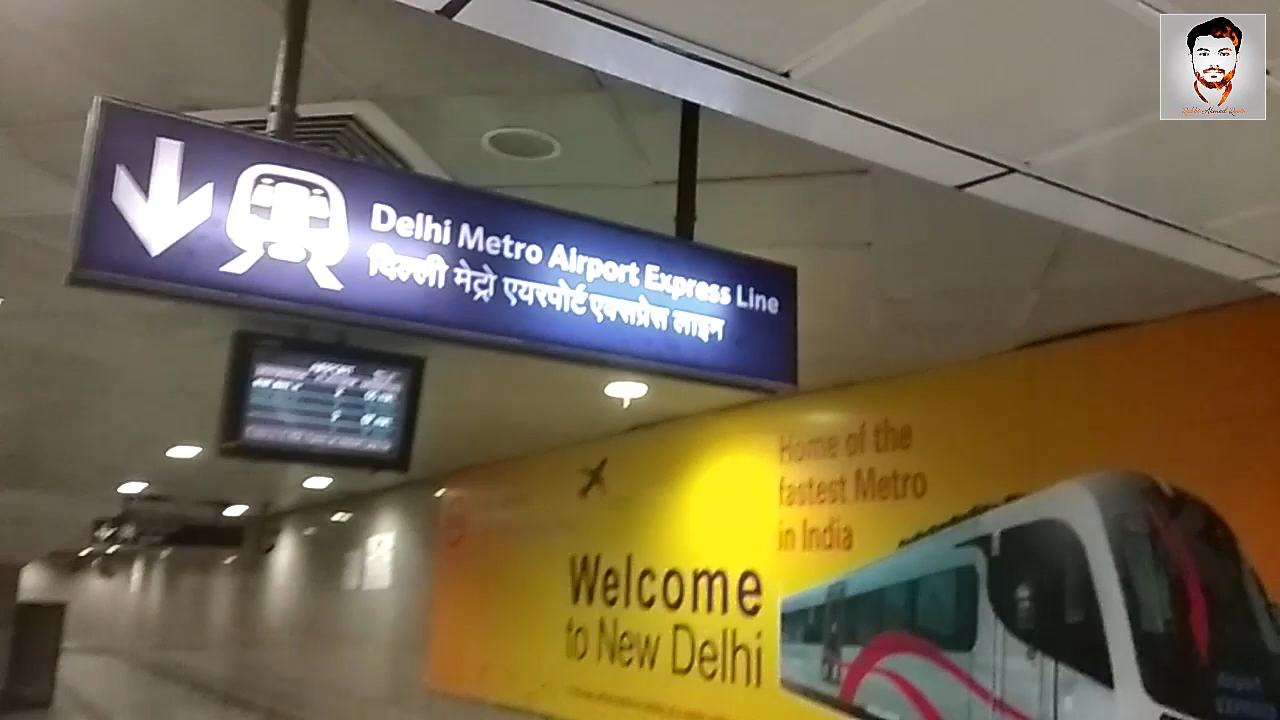 Delhi Metro Airport Express Line
दिल्ली मेट्रो एयरपोर्ट एक्सप्रेस लाइन
Home of the
fastest Metro
in India
Welcome
to New Delhi